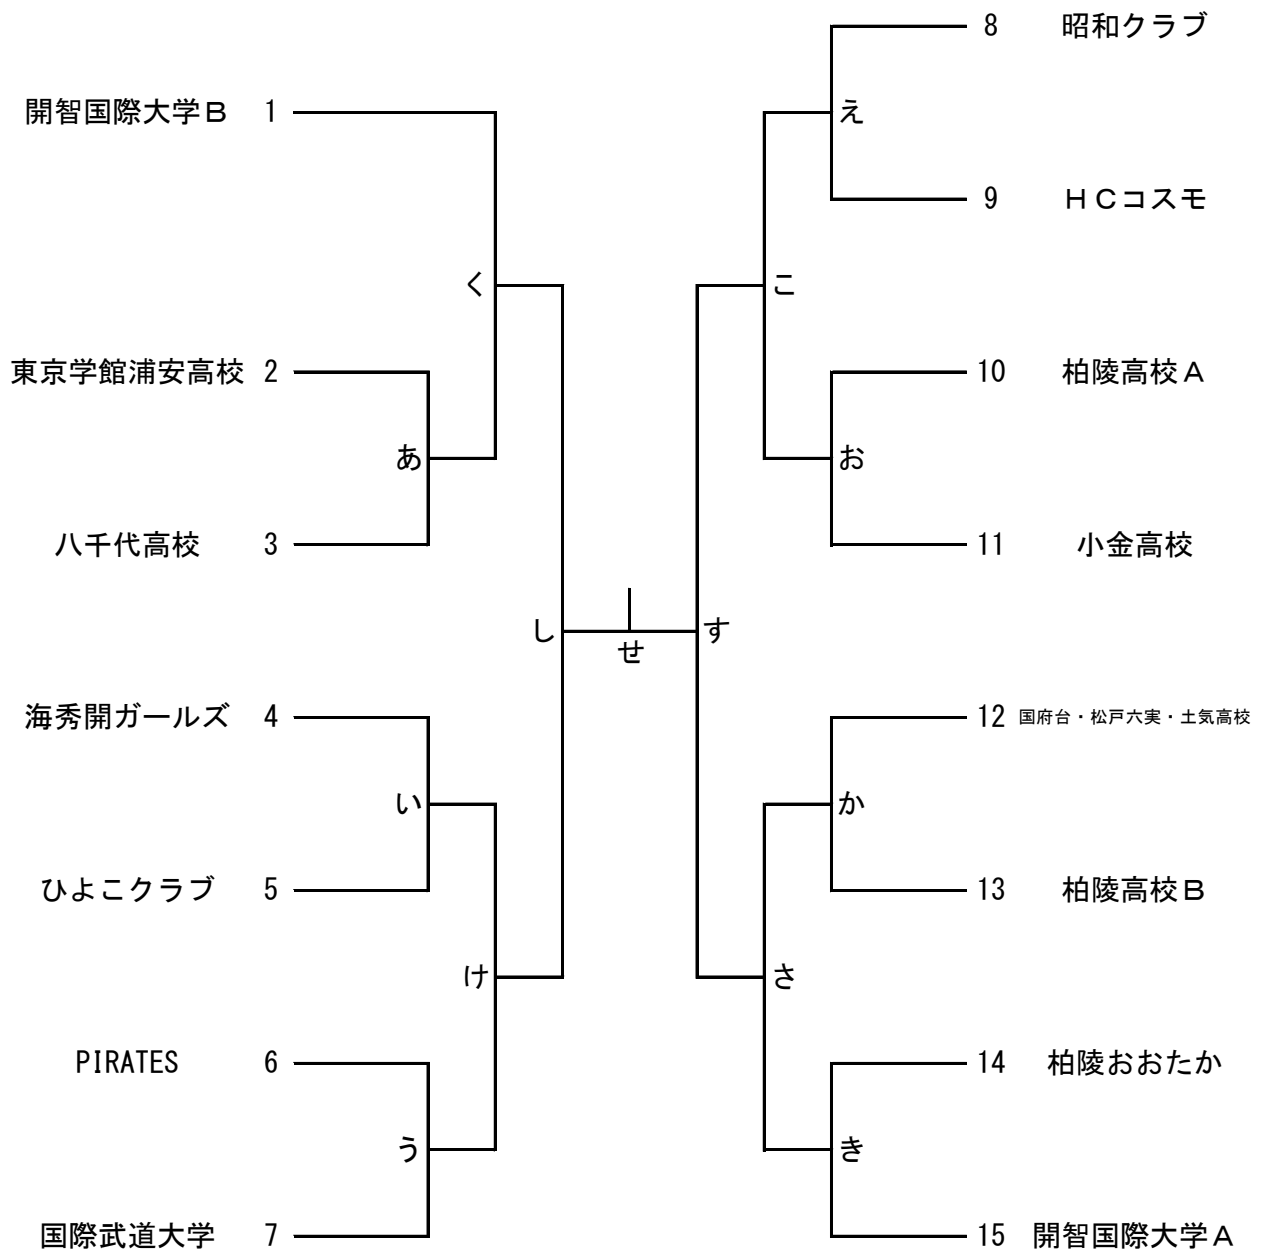 開智国際大学Ｂ 1
東京学館浦安高校 2
八千代高校 3
海秀開ガールズ 4
ひよこクラブ 5
PIRATES 6
国際武道大学 7
く
あ
い
け
う
し
せ
す
え
こ
お
か
さ
き
8 昭和クラブ
9 ＨＣコスモ
10 柏陵高校Ａ
11 小金高校
12 国府台・松戸六実・土気高校
13 柏陵高校Ｂ
14 柏陵おおたか
15 開智国際大学Ａ